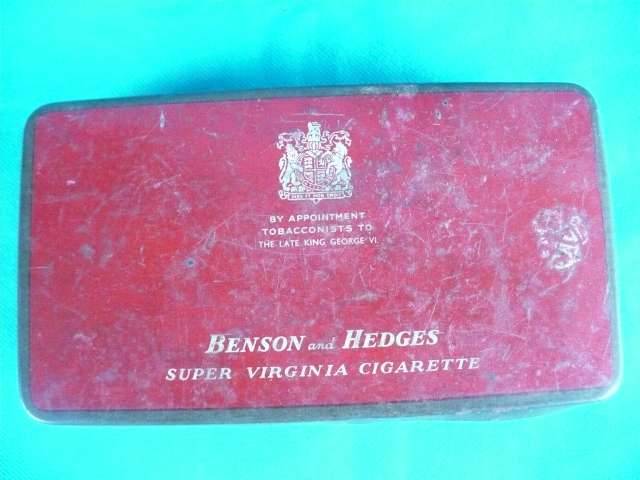 BY APPOINTMENT
TOBACCONISTS TO
THE LATE KING GEORGE VI
BENSON and HEDGES
SUPER VIRGINIA CIGARETTE